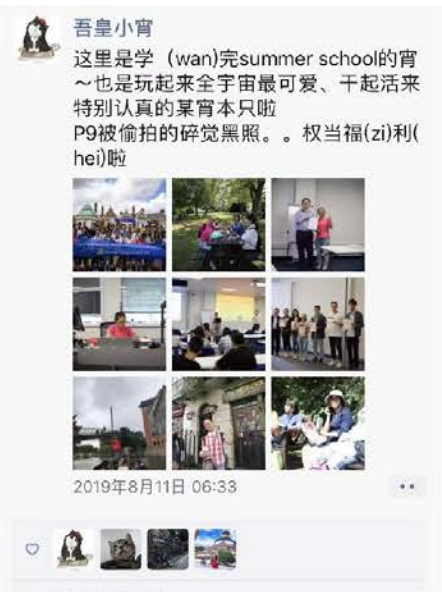 吾皇小宵
这里是学（wan)完summer school的宵
～也是玩起来全宇宙最可爱、干起活来
特别认真的某宵本只啦
P9被偷拍的碎觉黑照。。权当福(zi)利(
hei)啦
2019年8月11日 06:33